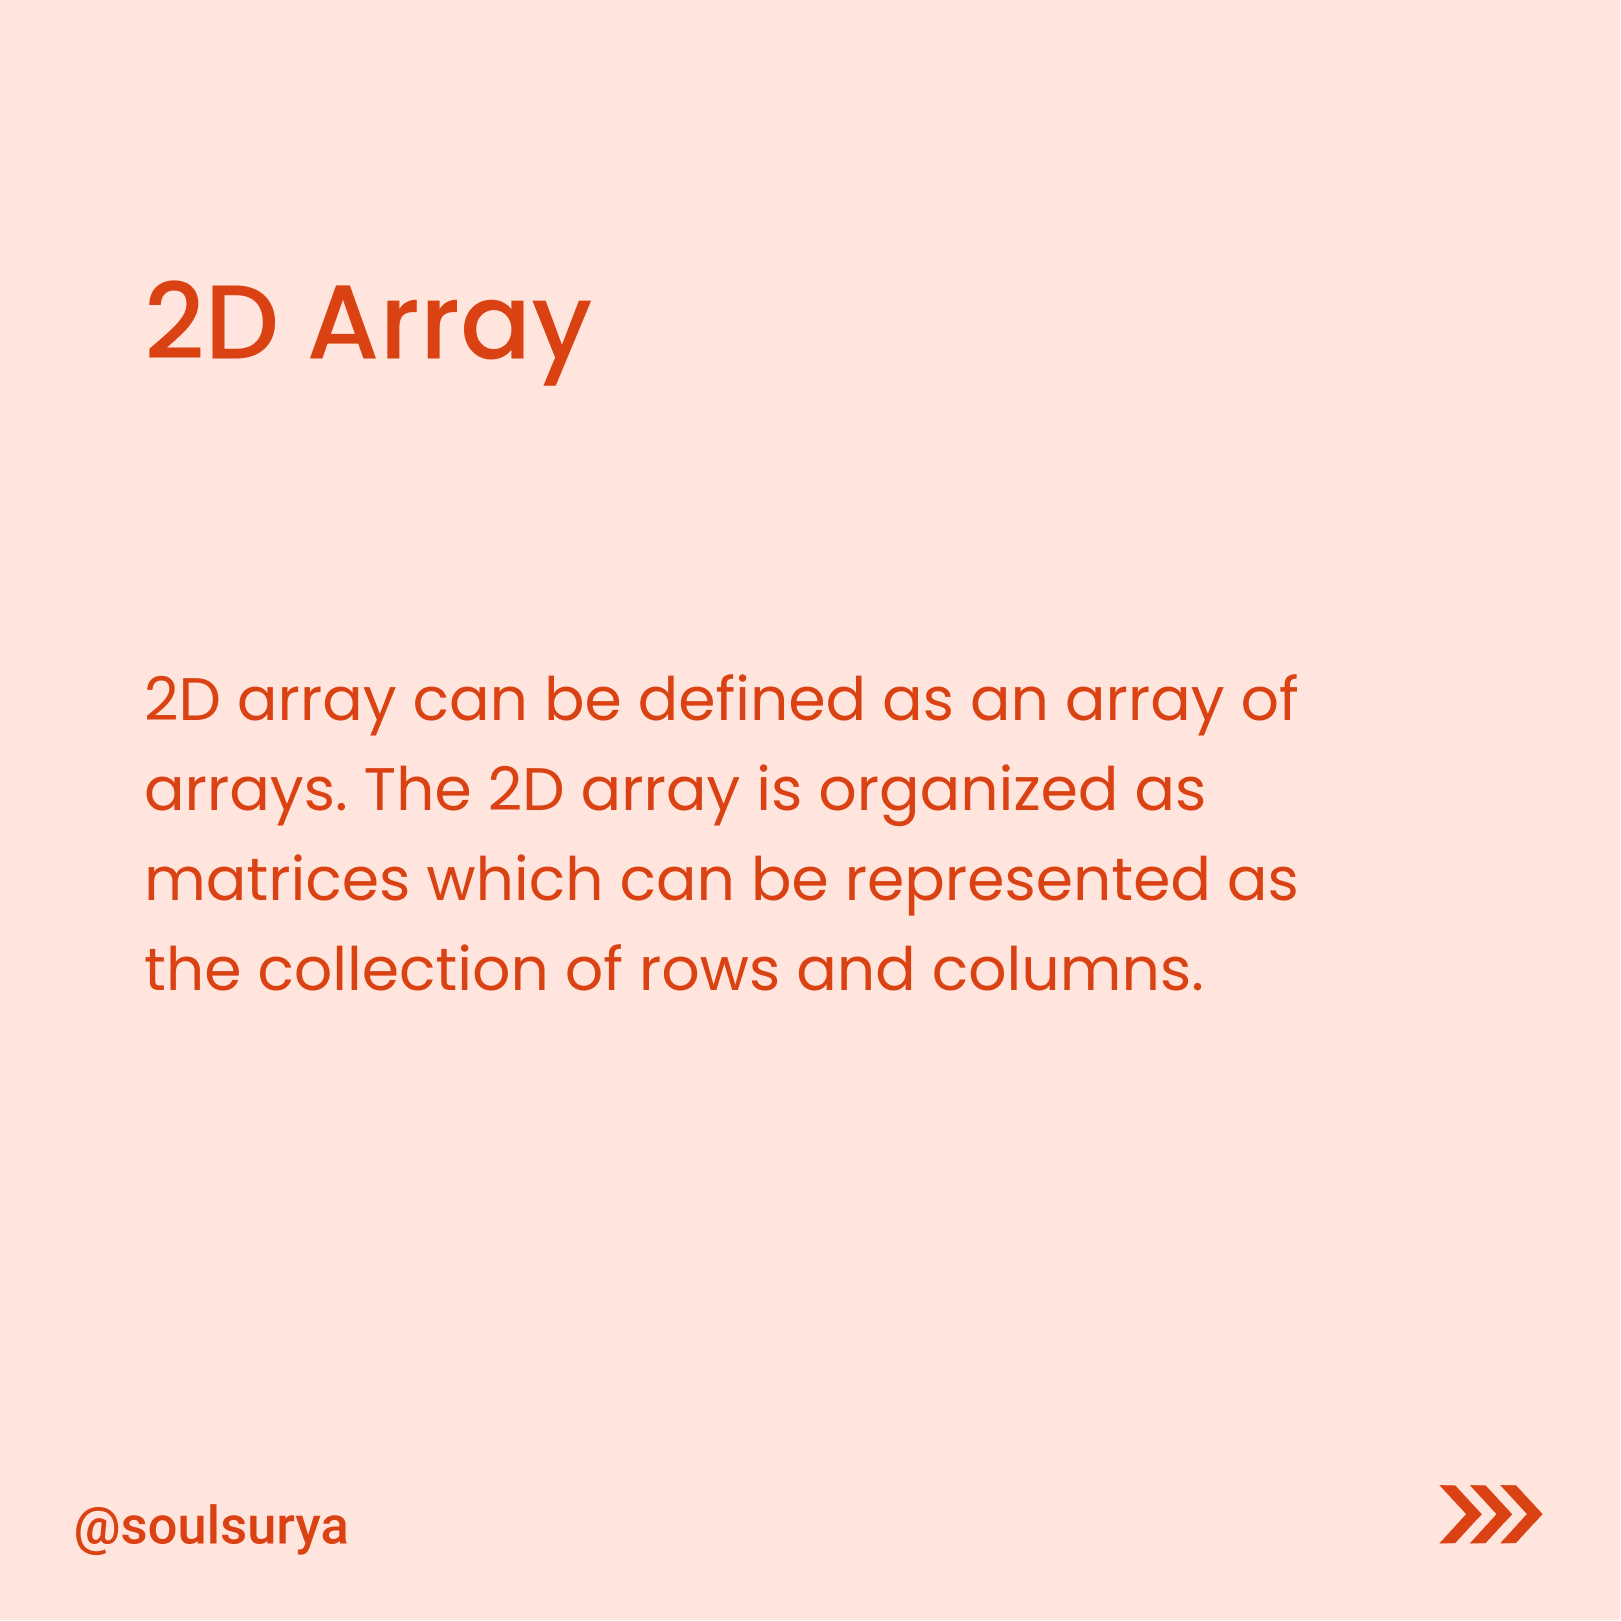 2D Array
2D array can be defined as an array of
arrays. The 2D array is organized as
matrices which can be represented as
the collection of rows and columns.
@soulsurya